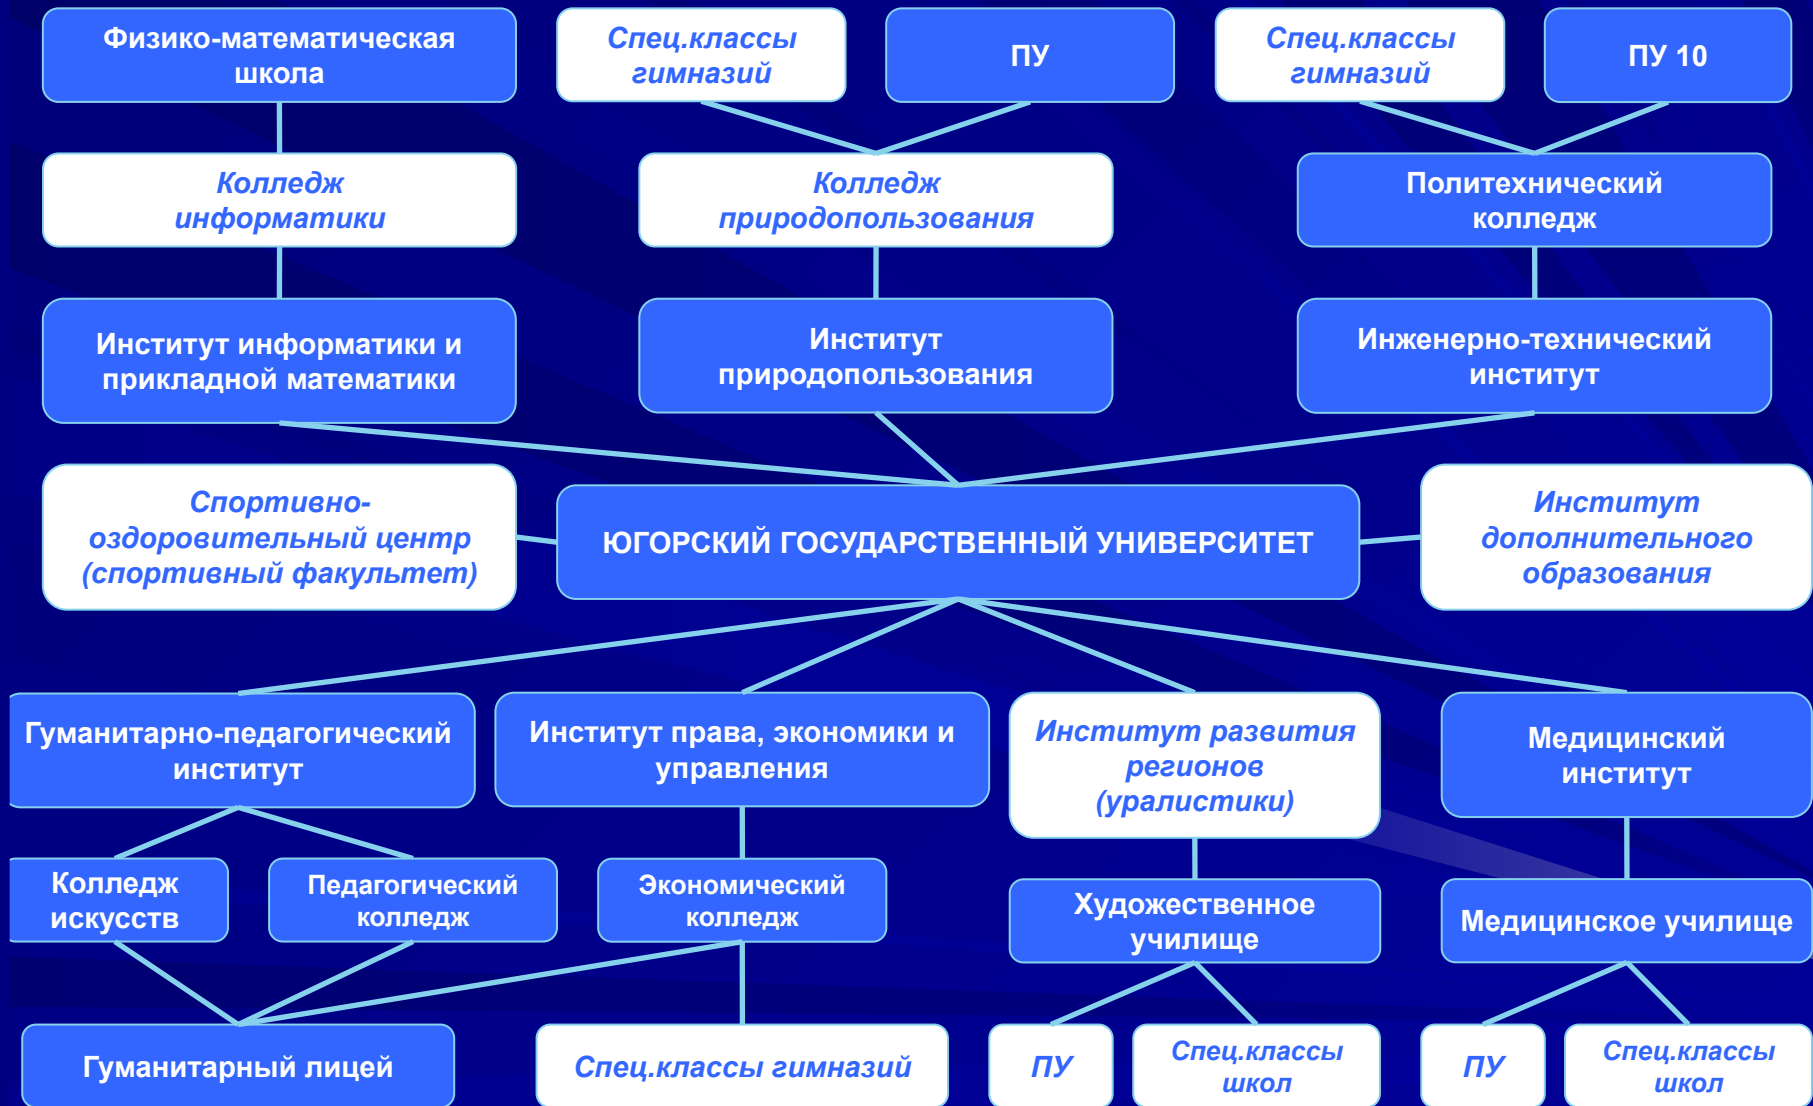 Физико-математическая
школа
Спец.классы
гимназий
ПУ
Спец.классы
гимназий
ПУ 10
Колледж
информатики
Колледж
природопользования
Политехнический
колледж
Институт информатики и
прикладной математики
Институт
природопользования
Инженерно-технический
институт
Спортивно-
оздоровительный центр
(спортивный факультет)
ЮГОРСКИЙ ГОСУДАРСТВЕННЫЙ УНИВЕРСИТЕТ
Институт
дополнительного
образования
Гуманитарно-педагогический
институт
Институт права, экономики и
управления
Институт развития
регионов
(уралистики)
Медицинский
институт
Колледж
искусств
Педагогический
колледж
Экономический
колледж
Художественное
училище
Медицинское училище
Гуманитарный лицей
Спец.классы гимназий
ПУ
Спец.классы
школ
ПУ
Спец.классы
школ